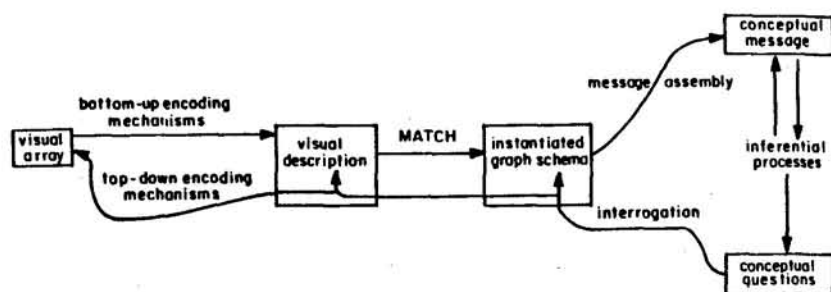 conceptual
message
message assembly
bottom-up encoding
mechanisms
visual
array
visual
description
MATCH
instantiated
graph schema
inferential
processes
top-down encoding
mechanisms
interrogation
conceptual
questions